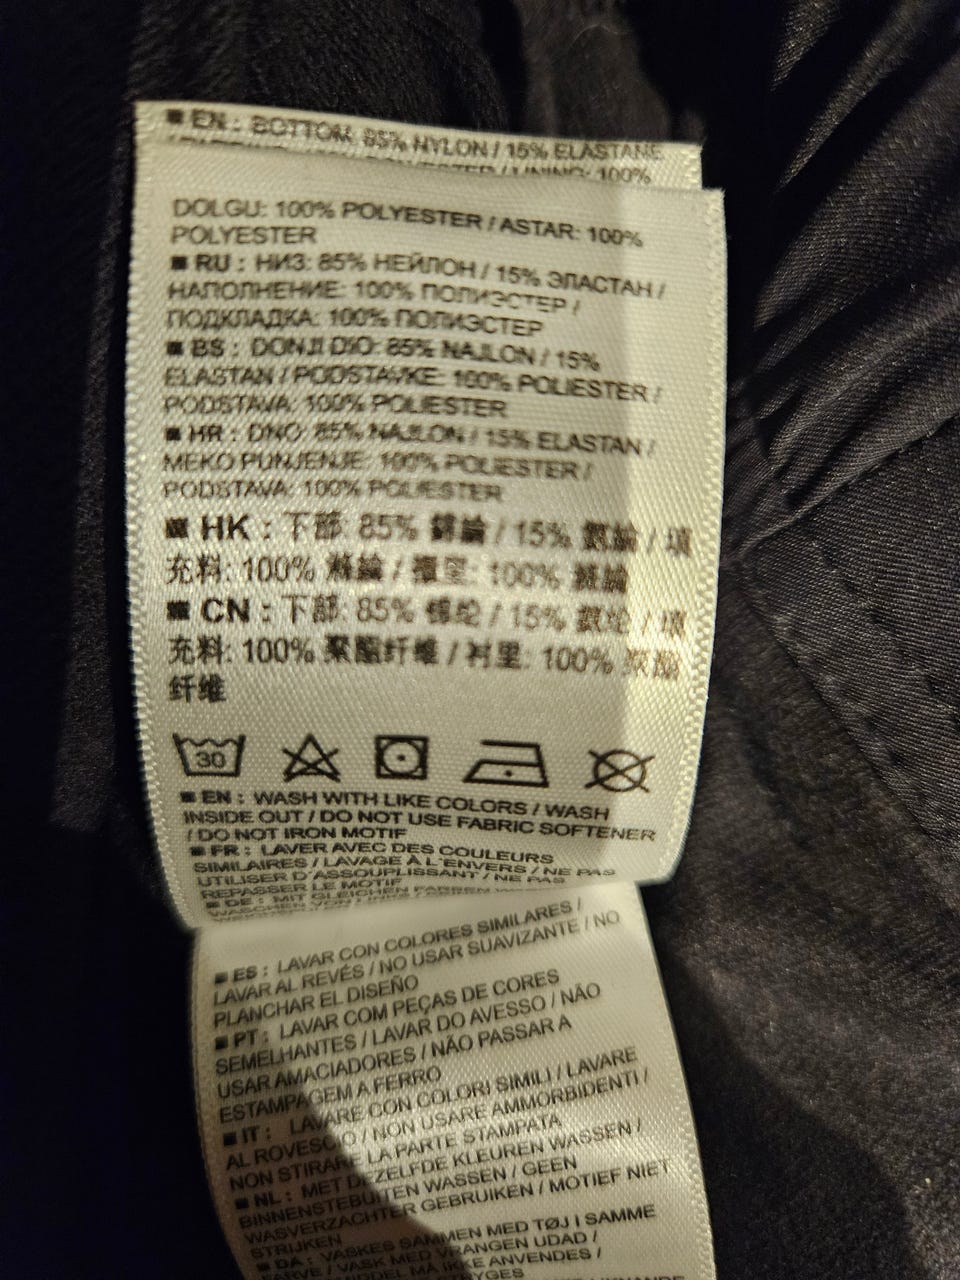 ■ EN : BOTTOM: 85% NYLON / 15% ELASTANE
/ LINING: 100%
DOLGU: 100% POLYESTER / ASTAR: 100%
POLYESTER
■ RU : НИЗ: 85% НЕЙЛОН / 15% ЭЛАСТАН /
НАПОЛНЕНИЕ: 100% ПОЛИЭСТЕР /
ПОДКЛАДКА: 100% ПОЛИЭСТЕР
■ BS : DONJI DIO: 85% NAJLON / 15%
ELASTAN / PODSTAVKE: 100% POLIESTER /
PODSTAVA: 100% POLIESTER
■ HR : DNO: 85% NAJLON / 15% ELASTAN /
MEKO PUNJENJE: 100% POLIESTER /
PODSTAVA: 100% POLIESTER
■ HK : 下部: 85% 錦綸 / 15% 氨綸 / 填
充料: 100% 滌綸 / 裡: 100% 滌綸
■ CN : 下部: 85% 锦纶 / 15% 氨纶 / 填
充料: 100% 聚酯纤维 / 衬里: 100% 聚酯
纤维
30
■ EN : WASH WITH LIKE COLORS / WASH
INSIDE OUT / DO NOT USE FABRIC SOFTENER
/ DO NOT IRON MOTIF
■ FR : LAVER AVEC DES COULEURS
SIMILAIRES / LAVAGE À L'ENVERS / NE PAS
UTILISER D'ASSOUPLISSANT / NE PAS
REPASSER LE MOTIF
■ DE : MIT GLEICHEN FARBEN
WASCHEN VON LINKS
■ ES : LAVAR CON COLORES SIMILARES /
LAVAR AL REVÉS / NO USAR SUAVIZANTE / NO
PLANCHAR EL DISEÑO
■ PT : LAVAR COM PEÇAS DE CORES
SEMELHANTES / LAVAR DO AVESSO / NÃO
USAR AMACIADORES / NÃO PASSAR A
ESTAMPAGEM A FERRO
■ IT : LAVARE CON COLORI SIMILI / LAVARE
AL ROVESCIO / NON USARE AMMORBIDENTI /
NON STIRARE LA PARTE STAMPATA
■ NL : MET DEZELFDE KLEUREN WASSEN /
BINNENSTEBUITEN WASSEN / GEEN
WASVERZACHTER GEBRUIKEN / MOTIEF NIET
STRIJKEN
■ DA : VASKES SAMMEN MED TØJ I SAMME
FARVE / VASK MED VRANGEN UDAD /
MÅ IKKE ANVENDES /